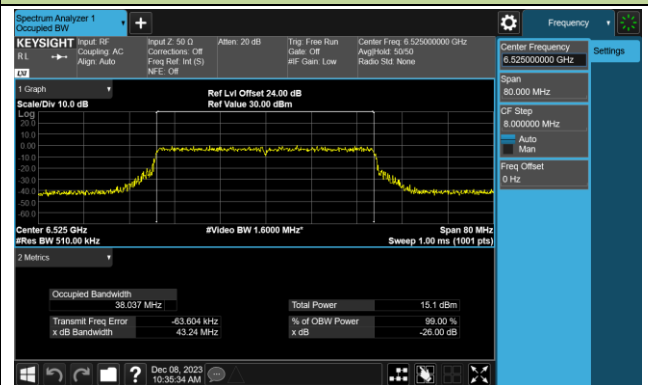 Spectrum Analyzer 1
Occupied BW
+
Frequency
KEYSIGHT
RL
Input: RF
Coupling: AC
Align: Auto
Input Z: 50 Ω
Corrections: Off
Freq Ref: Int (S)
NFE: Off
Atten: 20 dB
Trig: Free Run
Gate: Off
#IF Gain: Low
Center Freq: 6.525000000 GHz
Avg|Hold: 50/50
Radio Std: None
LXI
Center Frequency
6.525000000 GHz
Settings
Span
80.000 MHz
CF Step
8.000000 MHz
Auto
Man
Freq Offset
0 Hz
1 Graph
Scale/Div 10.0 dB
Ref Lvl Offset 24.00 dB
Ref Value 30.00 dBm
Log
20.0
10.0
0.00
-10.0
-20.0
-30.0
-40.0
-50.0
-60.0
Center 6.525 GHz
#Res BW 510.00 kHz
#Video BW 1.6000 MHz*
Span 80 MHz
Sweep 1.00 ms (1001 pts)
2 Metrics
Occupied Bandwidth
38.037 MHz
Total Power 15.1 dBm
Transmit Freq Error -63.604 kHz
% of OBW Power 99.00 %
x dB Bandwidth 43.24 MHz
x dB -26.00 dB
?
Dec 08, 2023
10:35:34 AM